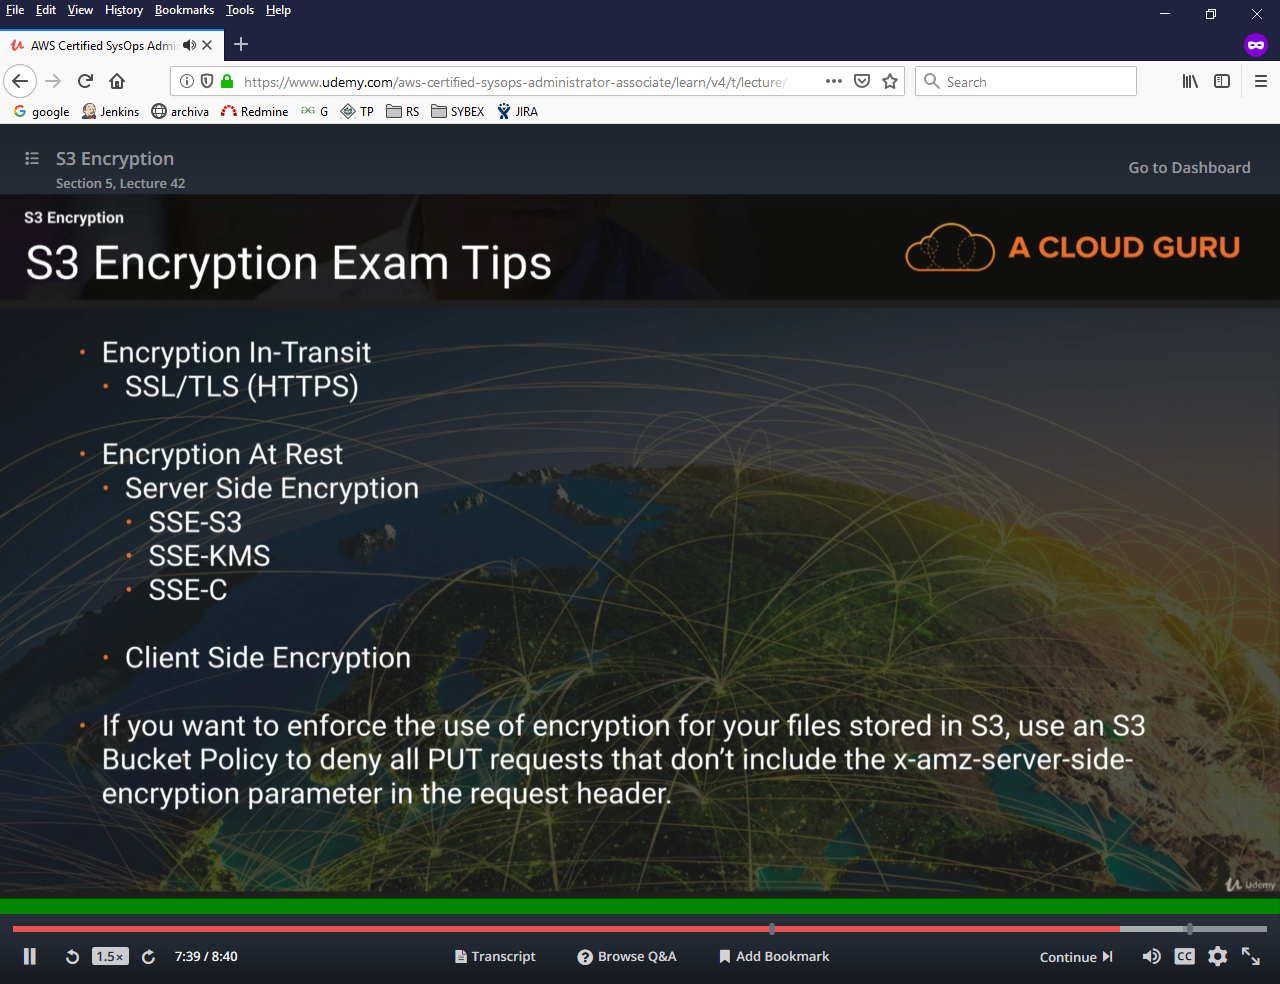 File Edit View History Bookmarks Tools Help
AWS Certified SysOps Admi
https://www.udemy.com/aws-certified-sysops-administrator-associate/learn/v4/t/lecture/
Search
google Jenkins archiva Redmine G TP RS SYBEX JIRA
S3 Encryption
Section 5, Lecture 42
Go to Dashboard
S3 Encryption
S3 Encryption Exam Tips
A CLOUD GURU
• Encryption In-Transit
• SSL/TLS (HTTPS)
• Encryption At Rest
• Server Side Encryption
• SSE-S3
• SSE-KMS
• SSE-C
• Client Side Encryption
• If you want to enforce the use of encryption for your files stored in S3, use an S3
Bucket Policy to deny all PUT requests that don’t include the x-amz-server-side-
encryption parameter in the request header.
Udemy
1.5× 7:39 / 8:40 Transcript Browse Q&A Add Bookmark Continue CC